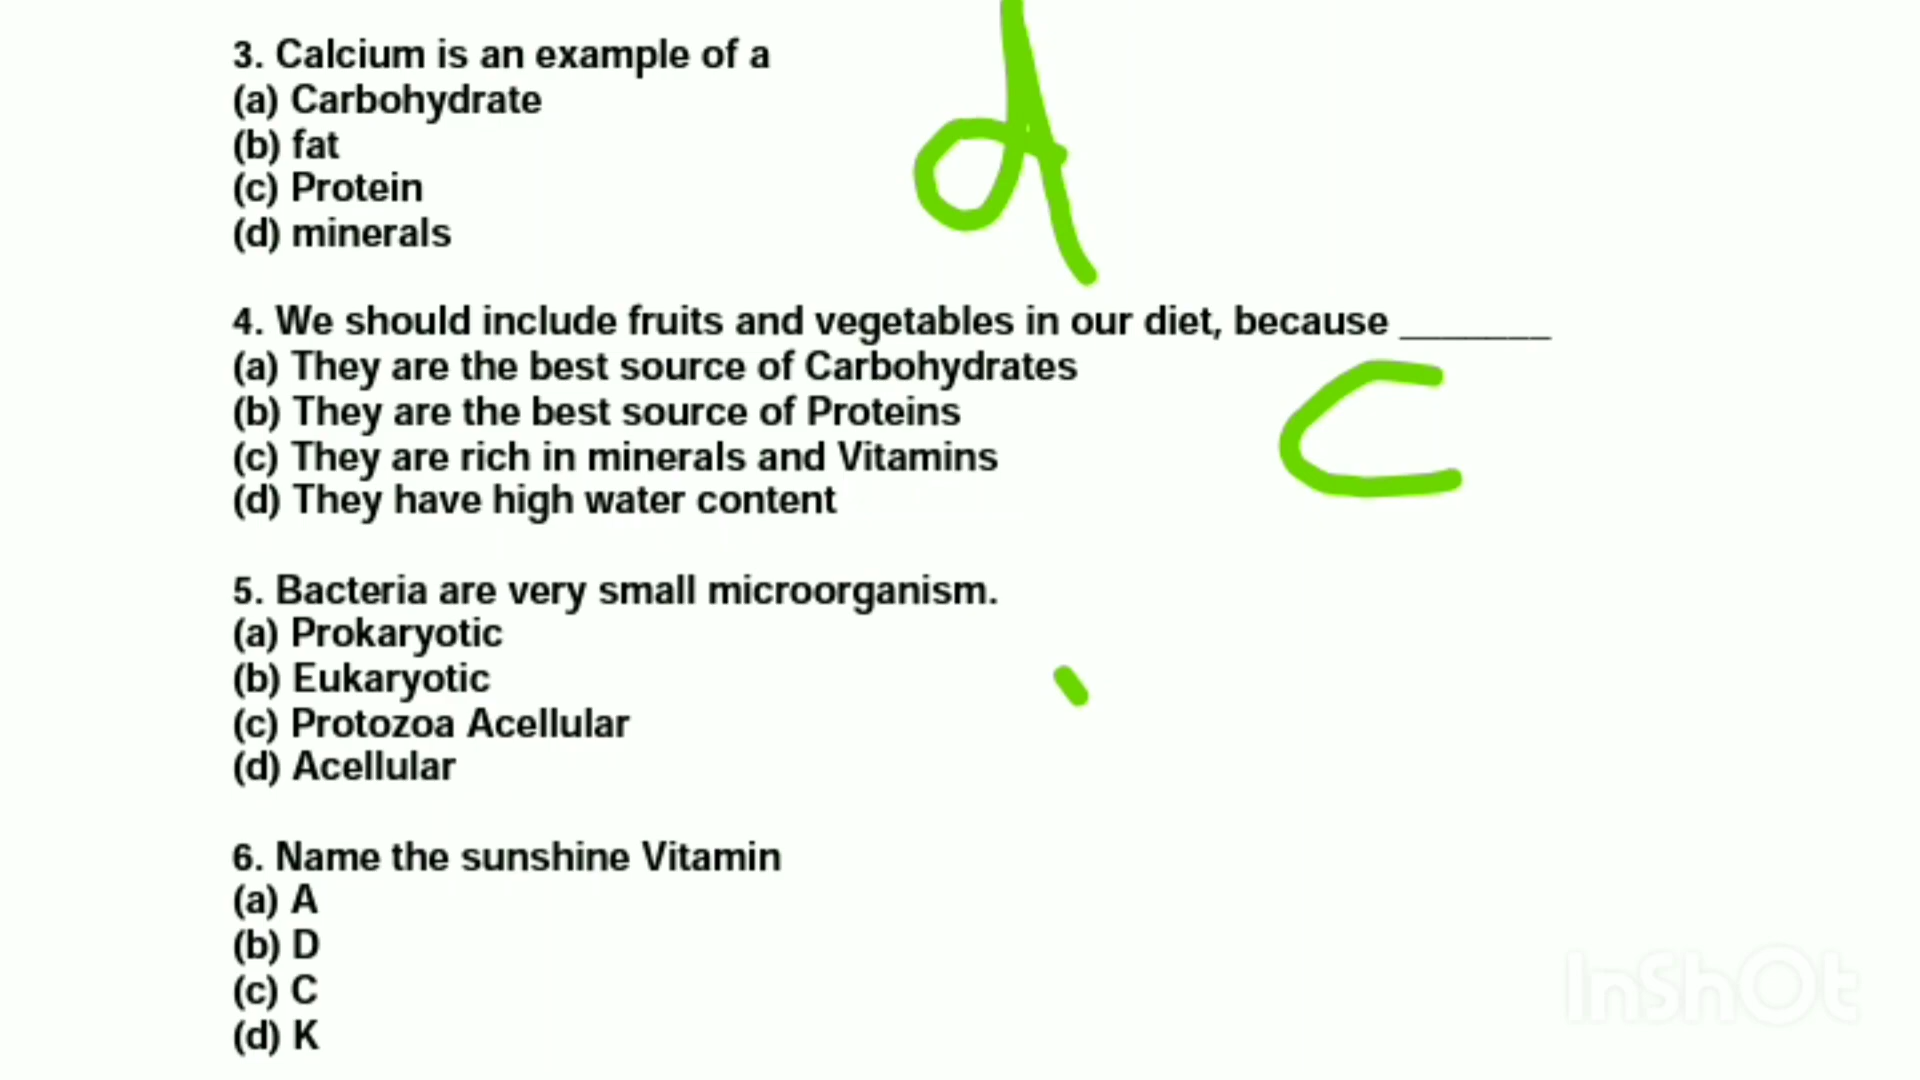 3. Calcium is an example of a
(a) Carbohydrate
(b) fat
(c) Protein
(d) minerals
d
4. We should include fruits and vegetables in our diet, because _______
(a) They are the best source of Carbohydrates
(b) They are the best source of Proteins
(c) They are rich in minerals and Vitamins
(d) They have high water content
C
5. Bacteria are very small microorganism.
(a) Prokaryotic
(b) Eukaryotic
(c) Protozoa Acellular
(d) Acellular
6. Name the sunshine Vitamin
(a) A
(b) D
(c) C
(d) K
InShOt